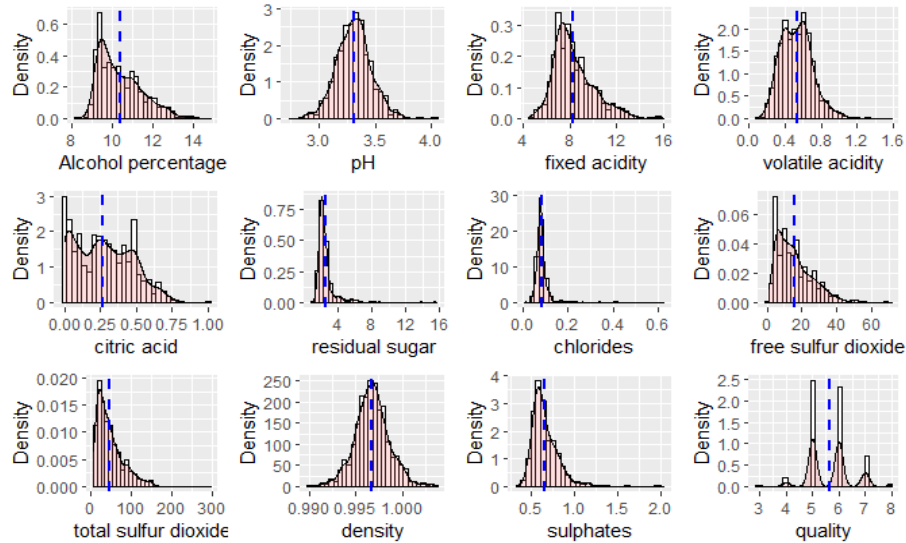 Density
0.6
0.4
0.2
0.0
8 10 12 14
Alcohol percentage
Density
3
2
1
0
3.0 3.5 4.0
pH
Density
0.3
0.2
0.1
0.0
4 8 12 16
fixed acidity
Density
2.0
1.5
1.0
0.5
0.0
0.0 0.4 0.8 1.2 1.6
volatile acidity
Density
3
2
1
0
0.00 0.25 0.50 0.75 1.00
citric acid
Density
0.75
0.50
0.25
0.00
4 8 12 16
residual sugar
Density
30
20
10
0
0.0 0.2 0.4 0.6
chlorides
Density
0.06
0.04
0.02
0.00
0 20 40 60
free sulfur dioxide
Density
0.020
0.015
0.010
0.005
0.000
0 100 200 300
total sulfur dioxide
Density
250
200
150
100
50
0
0.990 0.995 1.000
density
Density
4
3
2
1
0
0.5 1.0 1.5 2.0
sulphates
Density
2.5
2.0
1.5
1.0
0.5
0.0
3 4 5 6 7 8
quality